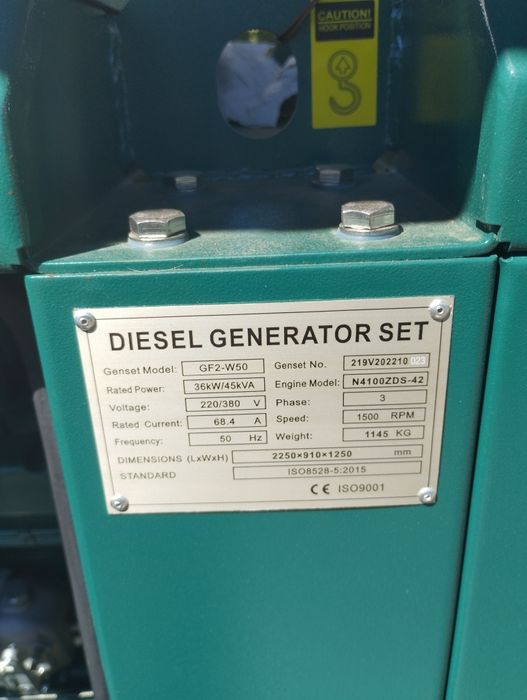 CAUTION!
HOOK POSITION
DIESEL GENERATOR SET
Genset Model: GF2-W50 Genset No. 219V202210023
Rated Power: 36kW/45kVA Engine Model: N4100ZDS-42
Voltage: 220/380 V Phase: 3
Rated Current: 68.4 A Speed: 1500 RPM
Frequency: 50 Hz Weight: 1145 KG
DIMENSIONS (LxWxH) 2250×910×1250 mm
STANDARD ISO8528-5:2015
CE ISO9001